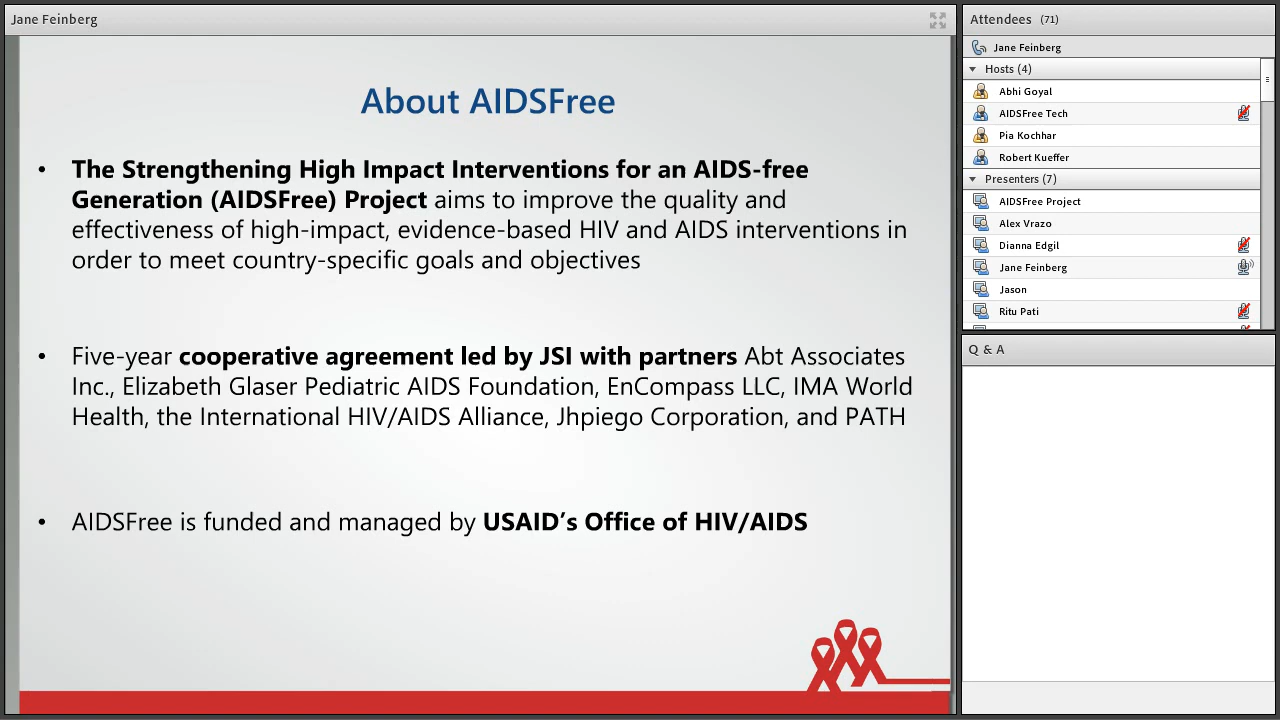 Jane Feinberg
About AIDSFree
• The Strengthening High Impact Interventions for an AIDS-free
Generation (AIDSFree) Project aims to improve the quality and
effectiveness of high-impact, evidence-based HIV and AIDS interventions in
order to meet country-specific goals and objectives
• Five-year cooperative agreement led by JSI with partners Abt Associates
Inc., Elizabeth Glaser Pediatric AIDS Foundation, EnCompass LLC, IMA World
Health, the International HIV/AIDS Alliance, Jhpiego Corporation, and PATH
• AIDSFree is funded and managed by USAID’s Office of HIV/AIDS
Attendees (71)
Jane Feinberg
Hosts (4)
Abhi Goyal
AIDSFree Tech
Pia Kochhar
Robert Kueffer
Presenters (7)
AIDSFree Project
Alex Vrazo
Dianna Edgil
Jane Feinberg
Jason
Ritu Pati
Q & A